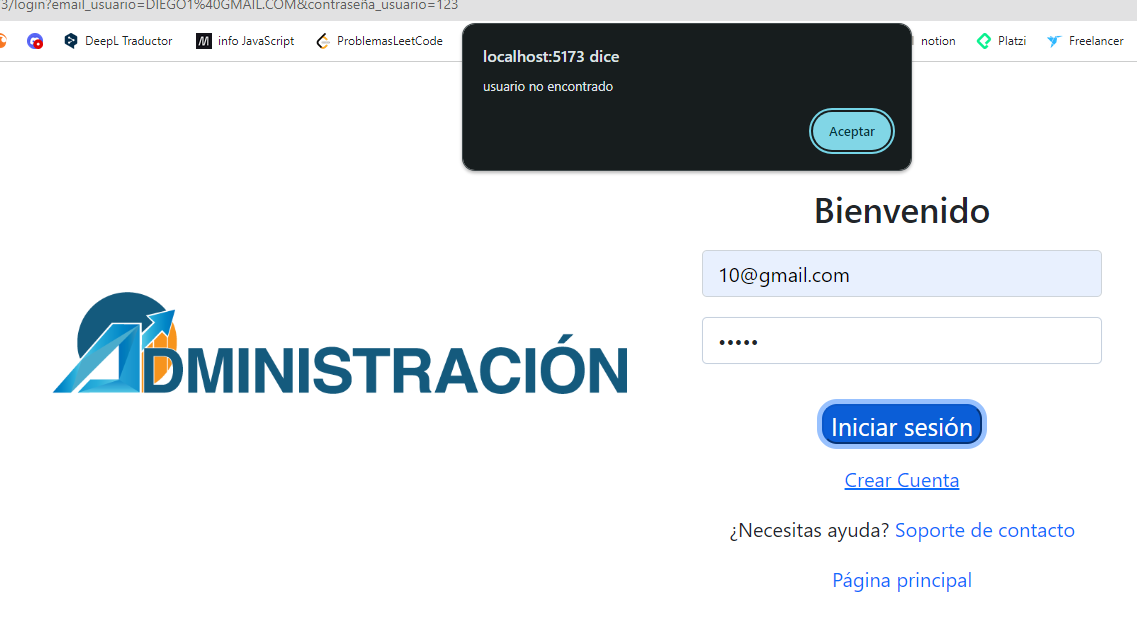 3/login?email_usuario=DIEGO1%40GMAIL.COM&contraseña_usuario=123
DeepL Traductor
info JavaScript
ProblemasLeetCode
notion
Platzi
Freelancer
localhost:5173 dice
usuario no encontrado
Aceptar
Bienvenido
10@gmail.com
•••••
ADMINISTRACIÓN
Iniciar sesión
Crear Cuenta
¿Necesitas ayuda? Soporte de contacto
Página principal